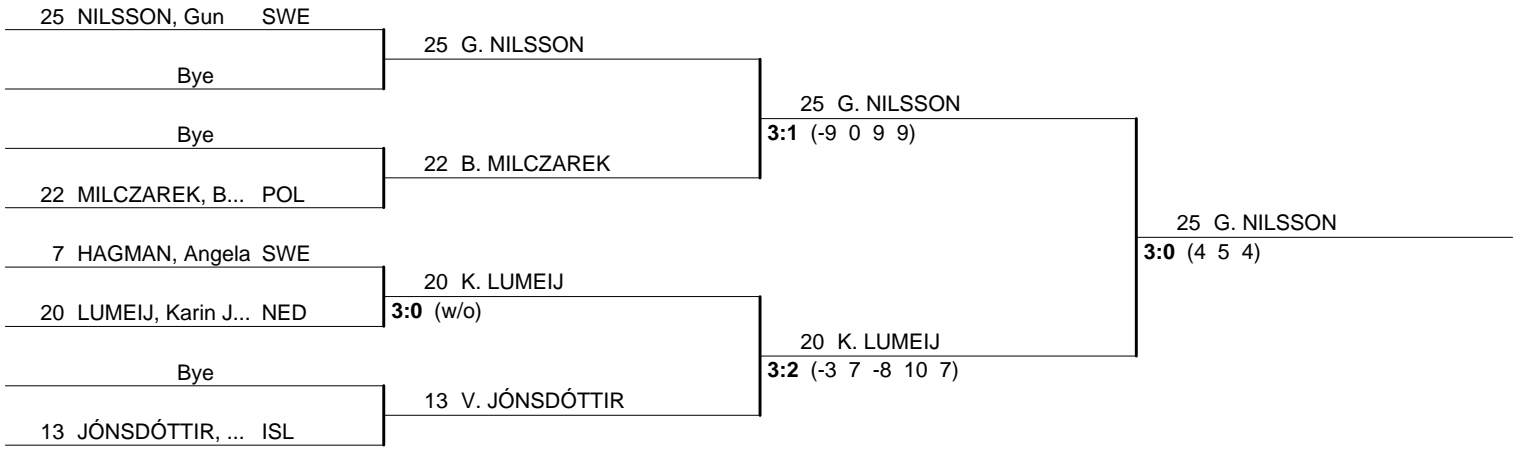 25 NILSSON, Gun SWE
25 G. NILSSON
Bye
25 G. NILSSON
Bye
3:1 (-9 0 9 9)
22 B. MILCZAREK
22 MILCZAREK, B... POL
25 G. NILSSON
7 HAGMAN, Angela SWE
3:0 (4 5 4)
20 K. LUMEIJ
20 LUMEIJ, Karin J... NED
3:0 (w/o)
20 K. LUMEIJ
Bye
3:2 (-3 7 -8 10 7)
13 V. JÓNSDÓTTIR
13 JÓNSDÓTTIR, ... ISL